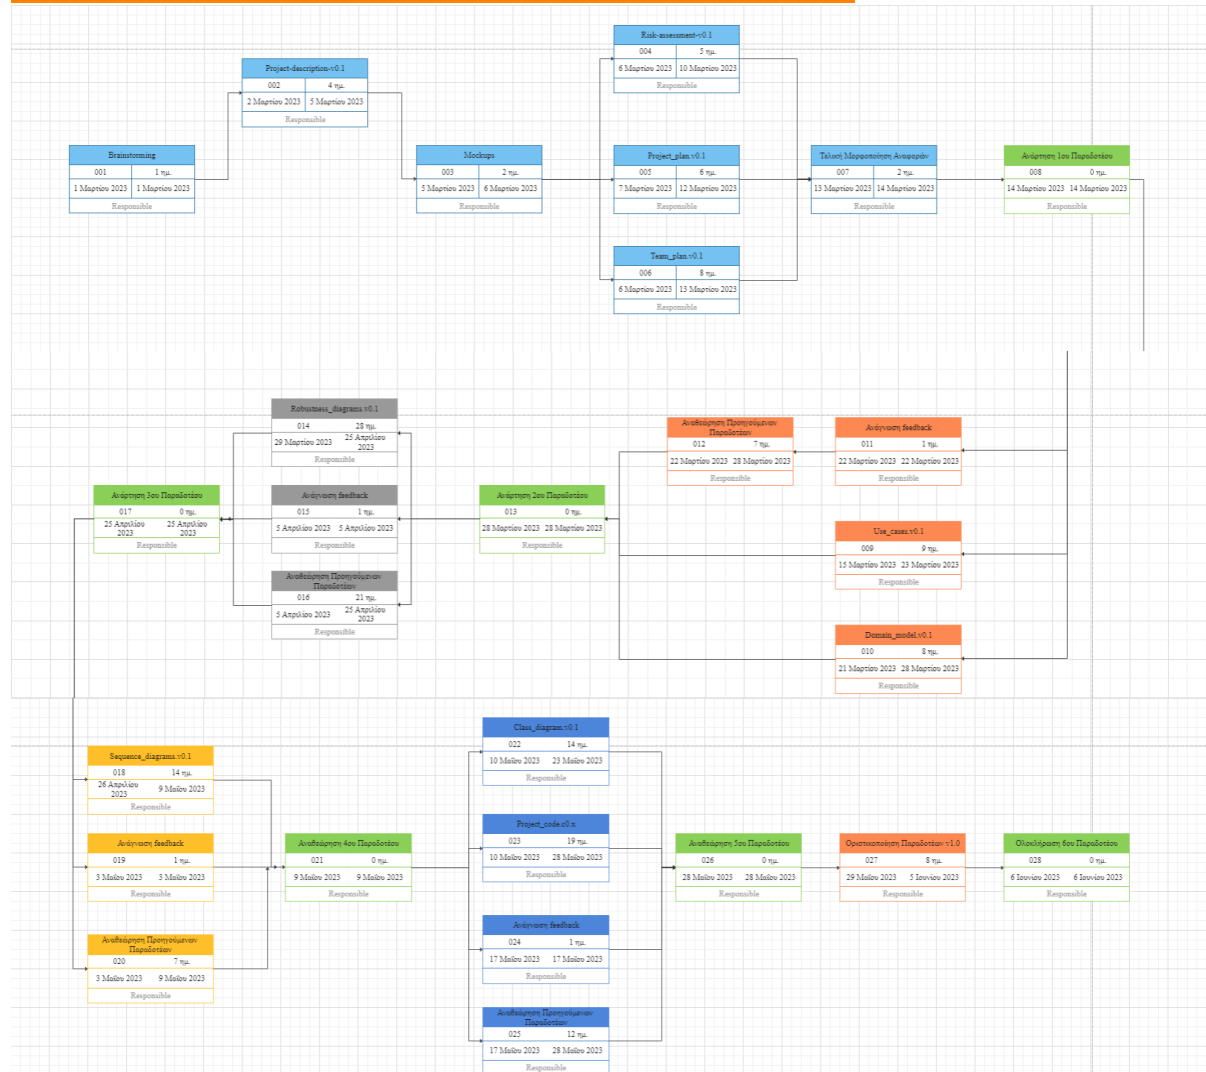 Risk-assessment-v0.1
004 5 ημ.
6 Μαρτίου 2023 10 Μαρτίου 2023
Responsible
Project-description-v0.1
002 4 ημ.
2 Μαρτίου 2023 5 Μαρτίου 2023
Responsible
Brainstorming
001 1 ημ.
1 Μαρτίου 2023 1 Μαρτίου 2023
Responsible
Mockups
003 2 ημ.
5 Μαρτίου 2023 6 Μαρτίου 2023
Responsible
Project_plan.v0.1
005 6 ημ.
7 Μαρτίου 2023 12 Μαρτίου 2023
Responsible
Τελική Μορφοποίηση Αναφορών
007 2 ημ.
13 Μαρτίου 2023 14 Μαρτίου 2023
Responsible
Ανάρτηση 1ου Παραδοτέου
008 0 ημ.
14 Μαρτίου 2023 14 Μαρτίου 2023
Responsible
Team_plan.v0.1
006 8 ημ.
6 Μαρτίου 2023 13 Μαρτίου 2023
Responsible
Robustness_diagrams.v0.1
014 28 ημ.
29 Μαρτίου 2023 25 Απριλίου
2023
Responsible
Αναθεώρηση Προηγούμενων
Παραδοτέων
012 7 ημ.
22 Μαρτίου 2023 28 Μαρτίου 2023
Responsible
Ανάγνωση feedback
011 1 ημ.
22 Μαρτίου 2023 22 Μαρτίου 2023
Responsible
Ανάρτηση 3ου Παραδοτέου
017 0 ημ.
25 Απριλίου 25 Απριλίου
2023 2023
Responsible
Ανάγνωση feedback
015 1 ημ.
5 Απριλίου 2023 5 Απριλίου 2023
Responsible
Ανάρτηση 2ου Παραδοτέου
013 0 ημ.
28 Μαρτίου 2023 28 Μαρτίου 2023
Responsible
Use_cases.v0.1
009 9 ημ.
15 Μαρτίου 2023 23 Μαρτίου 2023
Responsible
Αναθεώρηση Προηγούμενων
Παραδοτέων
016 21 ημ.
5 Απριλίου 2023 25 Απριλίου
2023
Responsible
Domain_model.v0.1
010 8 ημ.
21 Μαρτίου 2023 28 Μαρτίου 2023
Responsible
Class_diagram.v0.1
022 14 ημ.
10 Μαΐου 2023 23 Μαΐου 2023
Responsible
Sequence_diagrams.v0.1
018 14 ημ.
26 Απριλίου 9 Μαΐου 2023
2023
Responsible
Project_code.c0.x
023 19 ημ.
10 Μαΐου 2023 28 Μαΐου 2023
Responsible
Ανάγνωση feedback
019 1 ημ.
3 Μαΐου 2023 3 Μαΐου 2023
Responsible
Αναθεώρηση 4ου Παραδοτέου
021 0 ημ.
9 Μαΐου 2023 9 Μαΐου 2023
Responsible
Αναθεώρηση 5ου Παραδοτέου
026 0 ημ.
28 Μαΐου 2023 28 Μαΐου 2023
Responsible
Οριστικοποίηση Παραδοτέων v1.0
027 8 ημ.
29 Μαΐου 2023 5 Ιουνίου 2023
Responsible
Ολοκλήρωση 6ου Παραδοτέου
028 0 ημ.
6 Ιουνίου 2023 6 Ιουνίου 2023
Responsible
Ανάγνωση feedback
024 1 ημ.
17 Μαΐου 2023 17 Μαΐου 2023
Responsible
Αναθεώρηση Προηγούμενων
Παραδοτέων
020 7 ημ.
3 Μαΐου 2023 9 Μαΐου 2023
Responsible
Αναθεώρηση Προηγούμενων
Παραδοτέων
025 12 ημ.
17 Μαΐου 2023 28 Μαΐου 2023
Responsible